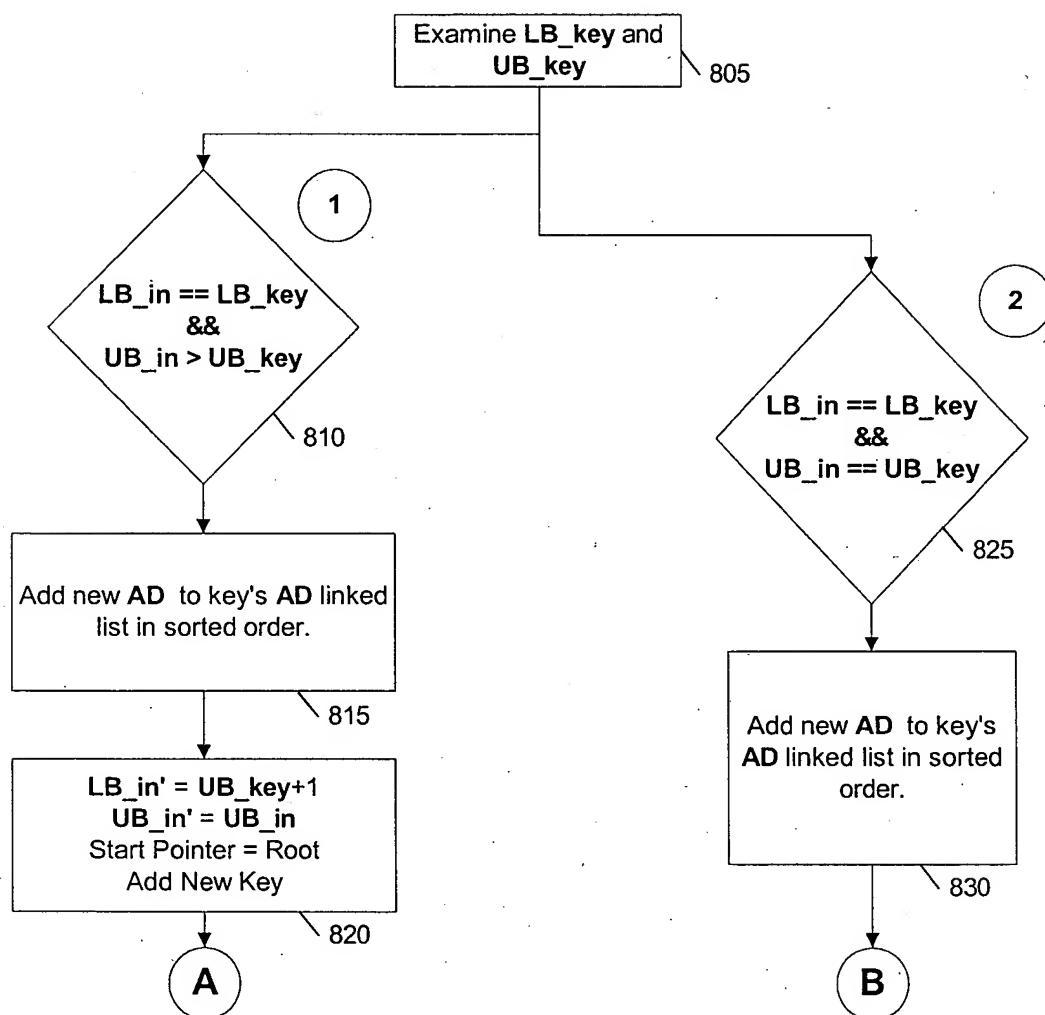 Examine LB_key and
UB_key
805
1
LB_in == LB_key
&&
UB_in > UB_key
810
2
LB_in == LB_key
&&
UB_in == UB_key
825
Add new AD to key's AD linked
list in sorted order.
815
Add new AD to key's
AD linked list in sorted
order.
830
LB_in' = UB_key+1
UB_in' = UB_in
Start Pointer = Root
Add New Key
820
A
B